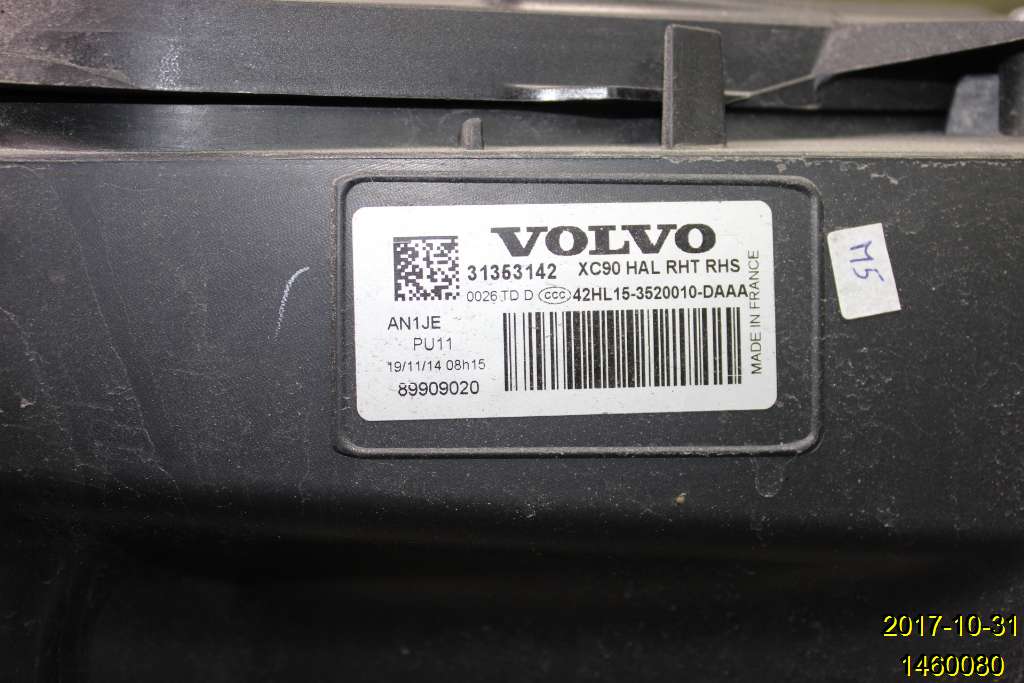 VOLVO
31353142 XC90 HAL RHT RHS
0026 TD D CCC 42HL15-3520010-DAAA
AN1JE
PU11
19/11/14 08h15
89909020
MADE IN FRANCE
M5
2017-10-31
1460080